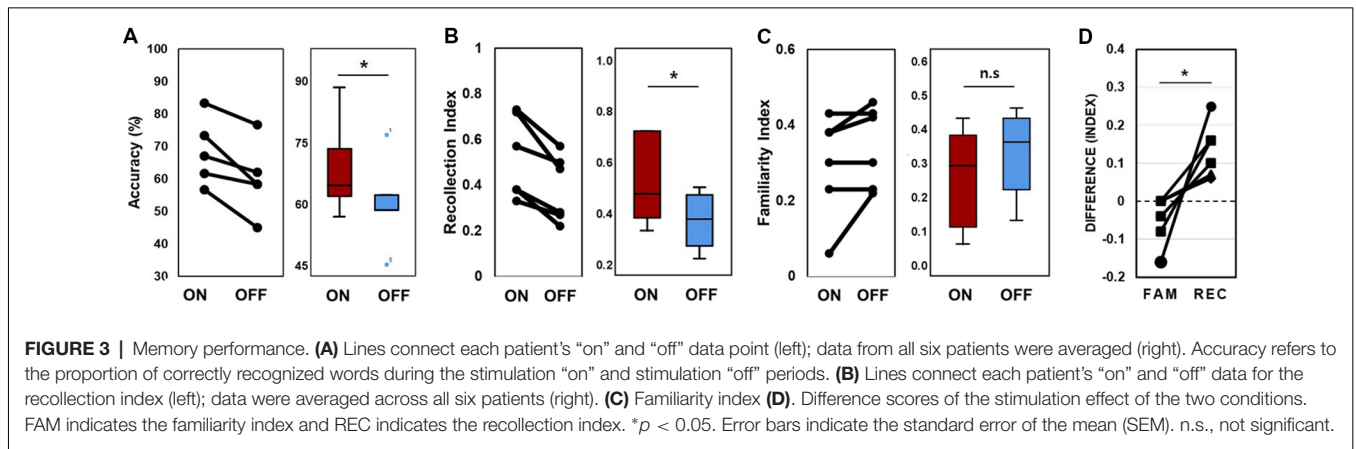 A
B
C
D
Accuracy (%)
100
90
80
70
60
50
40
30
ON OFF
90
75
60
45
*
*1
*5
ON OFF
Recollection Index
1
0.8
0.6
0.4
0.2
0
ON OFF
1.0
0.8
0.6
0.4
0.2
*
ON OFF
Familiarity Index
0.6
0.4
0.2
0
ON OFF
0.6
0.5
0.4
0.3
0.2
0.1
0.0
n.s
ON OFF
DIFFERENCE (INDEX)
0.4
0.3
0.2
0.1
0
-0.1
-0.2
*
FAM REC
FIGURE 3 | Memory performance. (A) Lines connect each patient's “on” and “off” data point (left); data from all six patients were averaged (right). Accuracy refers to
the proportion of correctly recognized words during the stimulation “on” and stimulation “off” periods. (B) Lines connect each patient's “on” and “off” data for the
recollection index (left); data were averaged across all six patients (right). (C) Familiarity index (D). Difference scores of the stimulation effect of the two conditions.
FAM indicates the familiarity index and REC indicates the recollection index. *p < 0.05. Error bars indicate the standard error of the mean (SEM). n.s., not significant.